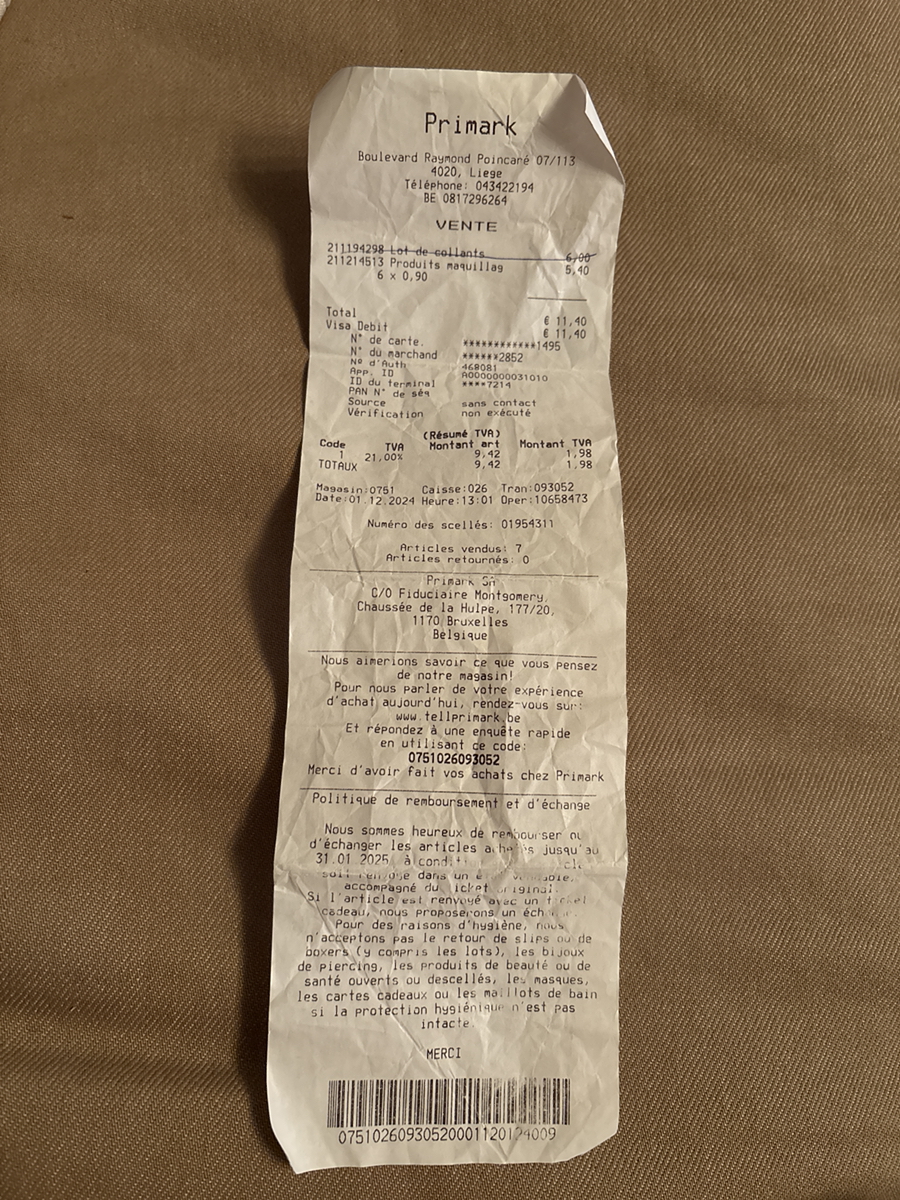 Primark
Boulevard Raymond Poincaré 07/113
4020, Liege
Téléphone: 043422194
BE 0817296264
VENTE
211194298 Lot de collants 6,00
211214513 Produits maquillag 5,40
6 x 0,90
Total € 11,40
Visa Debit € 11,40
N° de carte. ************1495
N° du marchand ******2852
Nº d'Auth 468081
App. ID A0000000031010
ID du terminal ****7214
PAN N° de séq
Source sans contact
Vérification non exécuté
(Résumé TVA)
Code TVA Montant art Montant TVA
1 21,00% 9,42 1,98
TOTAUX 9,42 1,98
Magasin:0751 Caisse:026 Tran:093052
Date:01.12.2024 Heure:13:01 Oper:10658473
Numéro des scellés: 01954311
Articles vendus: 7
Articles retournés: 0
Primark SA
C/O Fiduciaire Montgomery,
Chaussée de la Hulpe, 177/20,
1170 Bruxelles
Belgique
Nous aimerions savoir ce que vous pensez
de notre magasin!
Pour nous parler de votre expérience
d'achat aujourd'hui, rendez-vous sur:
www.tellprimark.be
Et répondez à une enquête rapide
en utilisant ce code:
0751026093052
Merci d'avoir fait vos achats chez Primark
Politique de remboursement et d'échange
Nous sommes heureux de rembourser ou
d'échanger les articles achetés jusqu'au
31.01 2025, à
soit renvoyé dans un
accompagné du ticket original.
Si l'article est renvoyé avec un ticket
cadeau, nous proposerons un
Pour des raisons d'hygiène, nous
n'acceptons pas le retour de slips ou de
boxers (y compris les lots), les bijoux
de piercing, les produits de beauté ou de
santé ouverts ou descellés, les masques,
les cartes cadeaux ou les maillots de bain
si la protection hygiénique n'est pas
intacte.
MERCI